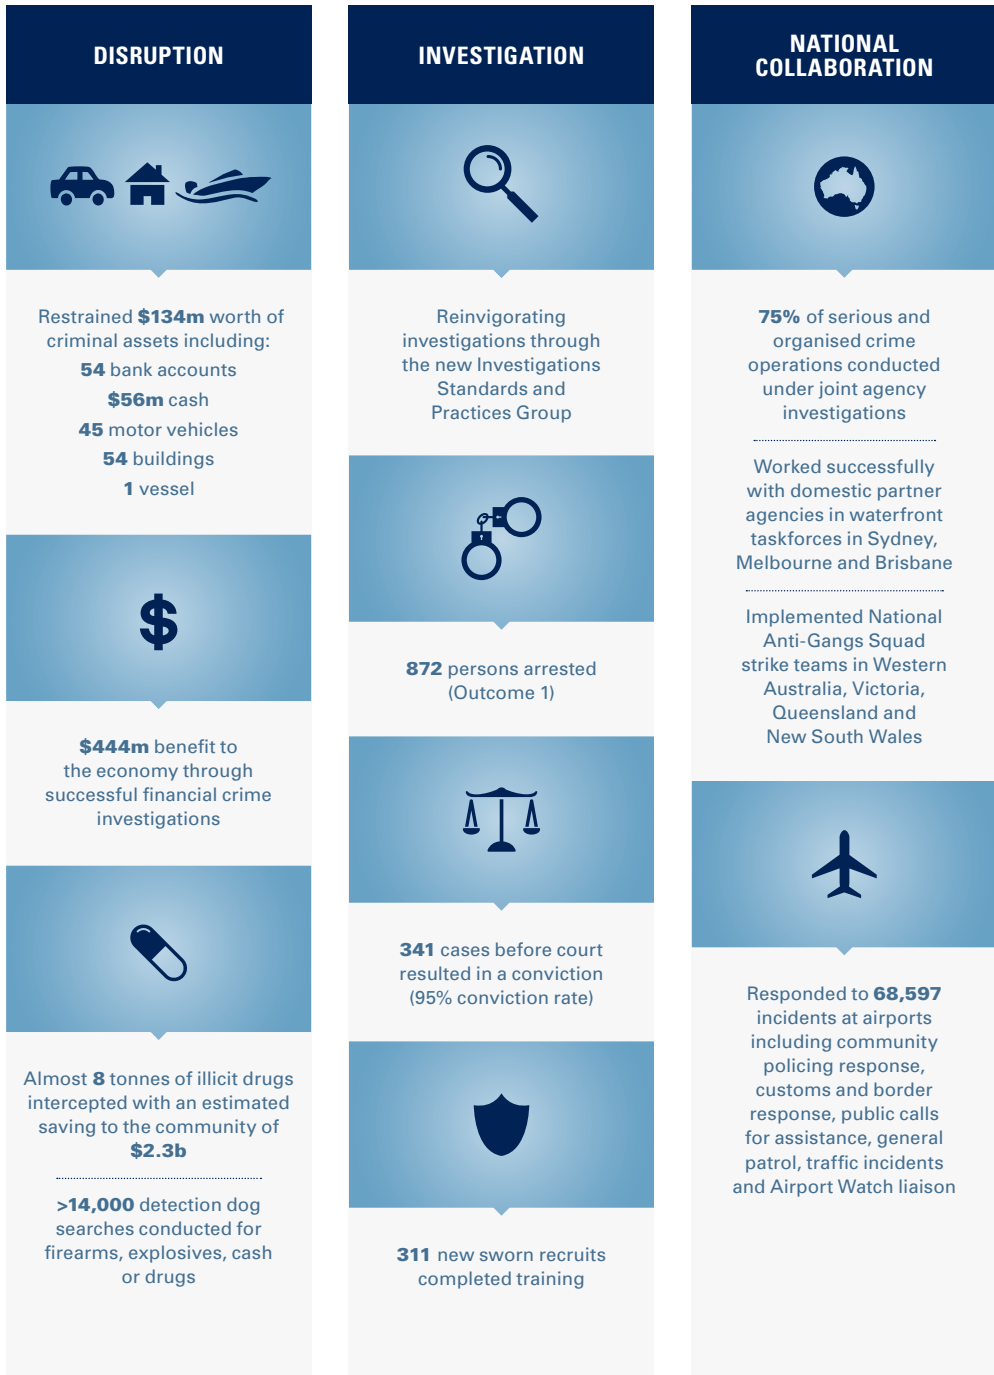 DISRUPTION
Restrained $134m worth of
criminal assets including:
54 bank accounts
$56m cash
45 motor vehicles
54 buildings
1 vessel
$
$444m benefit to
the economy through
successful financial crime
investigations
Almost 8 tonnes of illicit drugs
intercepted with an estimated
saving to the community of
$2.3b
>14,000 detection dog
searches conducted for
firearms, explosives, cash
or drugs
INVESTIGATION
Reinvigorating
investigations through
the new Investigations
Standards and
Practices Group
872 persons arrested
(Outcome 1)
341 cases before court
resulted in a conviction
(95% conviction rate)
311 new sworn recruits
completed training
NATIONAL
COLLABORATION
75% of serious and
organised crime
operations conducted
under joint agency
investigations
Worked successfully
with domestic partner
agencies in waterfront
taskforces in Sydney,
Melbourne and Brisbane
Implemented National
Anti-Gangs Squad
strike teams in Western
Australia, Victoria,
Queensland and
New South Wales
Responded to 68,597
incidents at airports
including community
policing response,
customs and border
response, public calls
for assistance, general
patrol, traffic incidents
and Airport Watch liaison